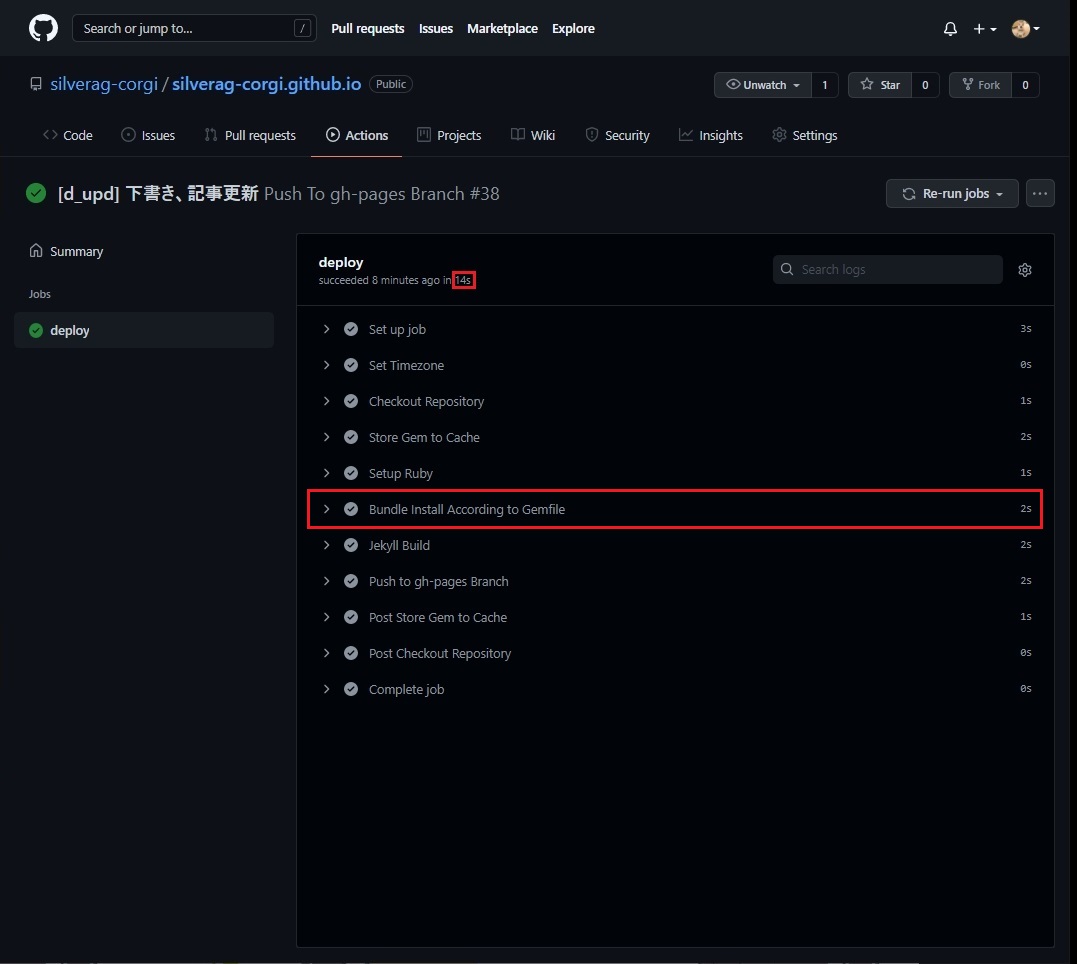 Search or jump to... / Pull requests Issues Marketplace Explore
silverag-corgi / silverag-corgi.github.io Public Unwatch 1 Star 0 Fork 0
Code Issues Pull requests Actions Projects Wiki Security Insights Settings
[d_upd] 下書き、記事更新 Push To gh-pages Branch #38 Re-run jobs
Summary
Jobs
deploy
deploy
succeeded 8 minutes ago in 14s
Search logs
Set up job 3s
Set Timezone 0s
Checkout Repository 1s
Store Gem to Cache 2s
Setup Ruby 1s
Bundle Install According to Gemfile 2s
Jekyll Build 2s
Push to gh-pages Branch 2s
Post Store Gem to Cache 1s
Post Checkout Repository 0s
Complete job 0s